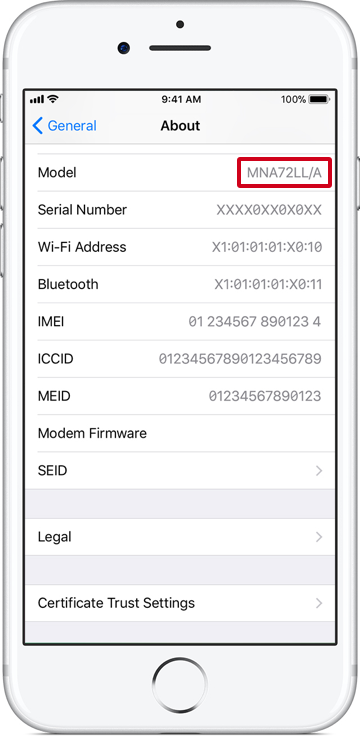 9:41 AM 100%
General About
Model MNA72LL/A
Serial Number XXXX0XX0X0XX
Wi-Fi Address X1:01:01:01:X0:10
Bluetooth X1:01:01:01:X0:11
IMEI 01 234567 890123 4
ICCID 01234567890123456789
MEID 01234567890123
Modem Firmware
SEID
Legal
Certificate Trust Settings